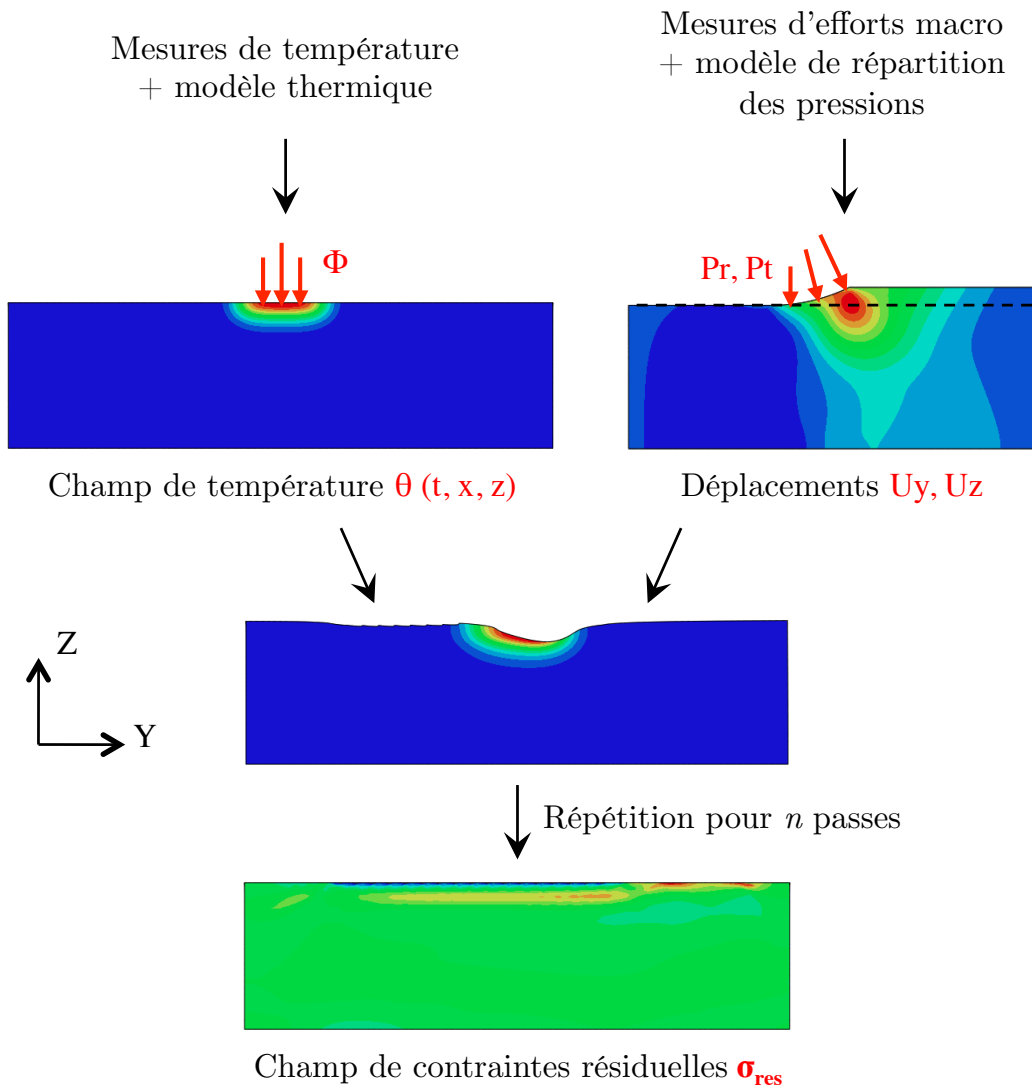 Mesures de température
+ modèle thermique
Mesures d'efforts macro
+ modèle de répartition
des pressions
Φ
Pr, Pt
Champ de température θ (t, x, z)
Déplacements Uy, Uz
Z
Y
Répétition pour n passes
Champ de contraintes résiduelles σres